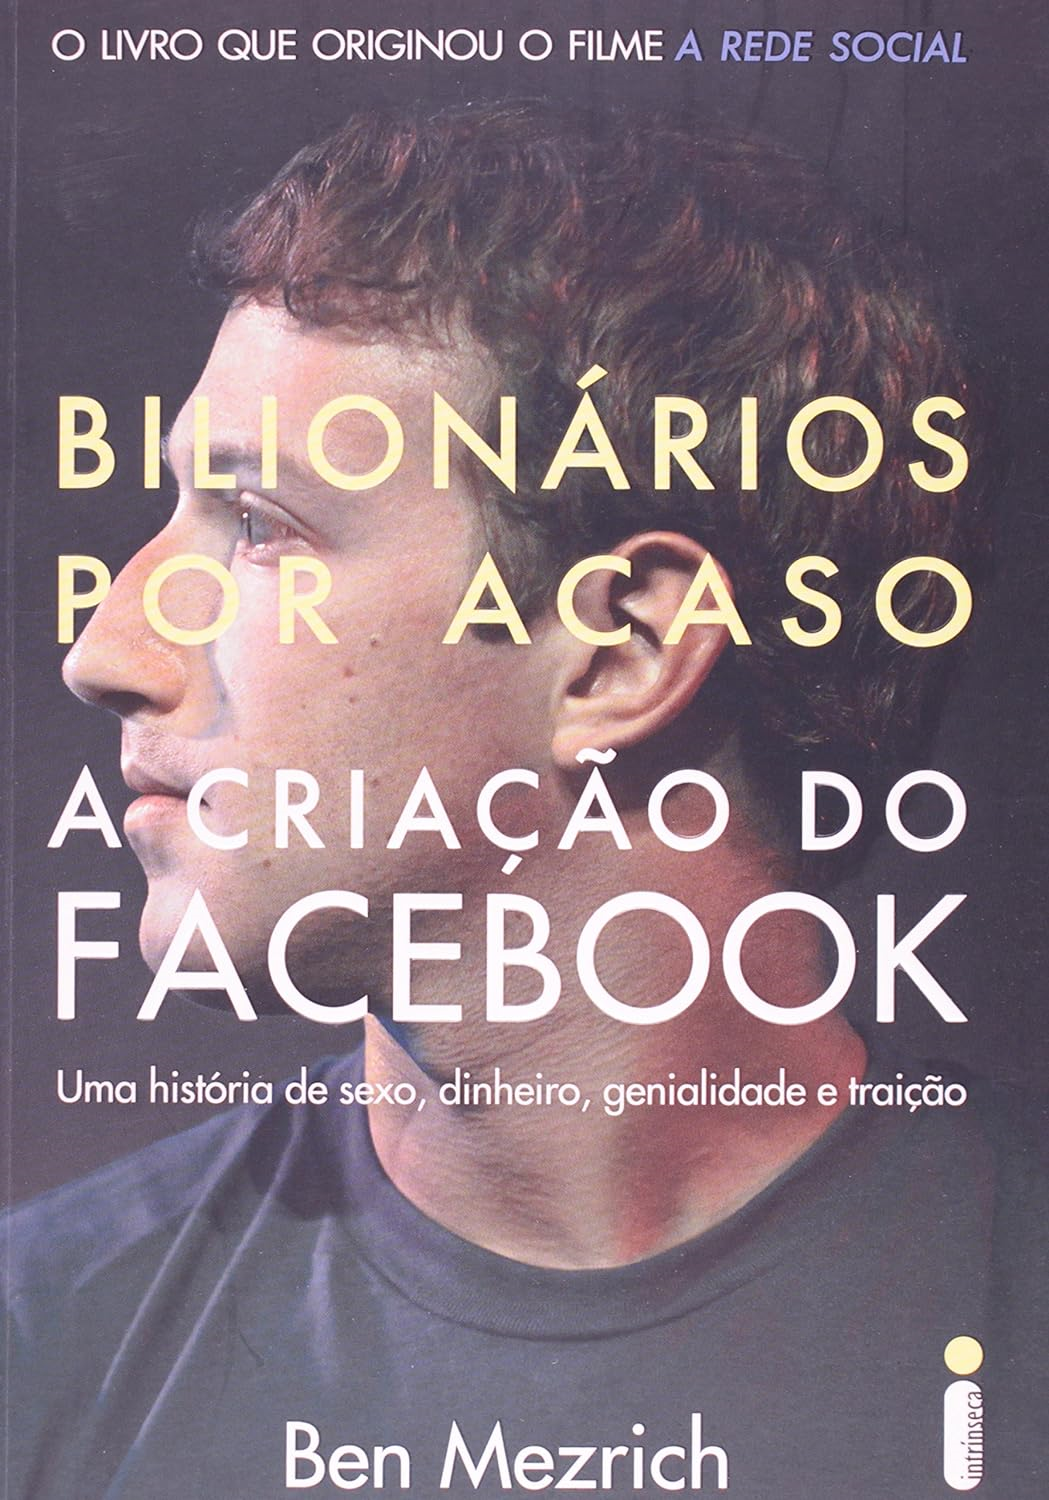 O LIVRO QUE ORIGINOU O FILME A REDE SOCIAL
BILIONÁRIOS
POR ACASO
A CRIAÇÃO DO
FACEBOOK
Uma história de sexo, dinheiro, genialidade e traição
Ben Mezrich
intrínseca